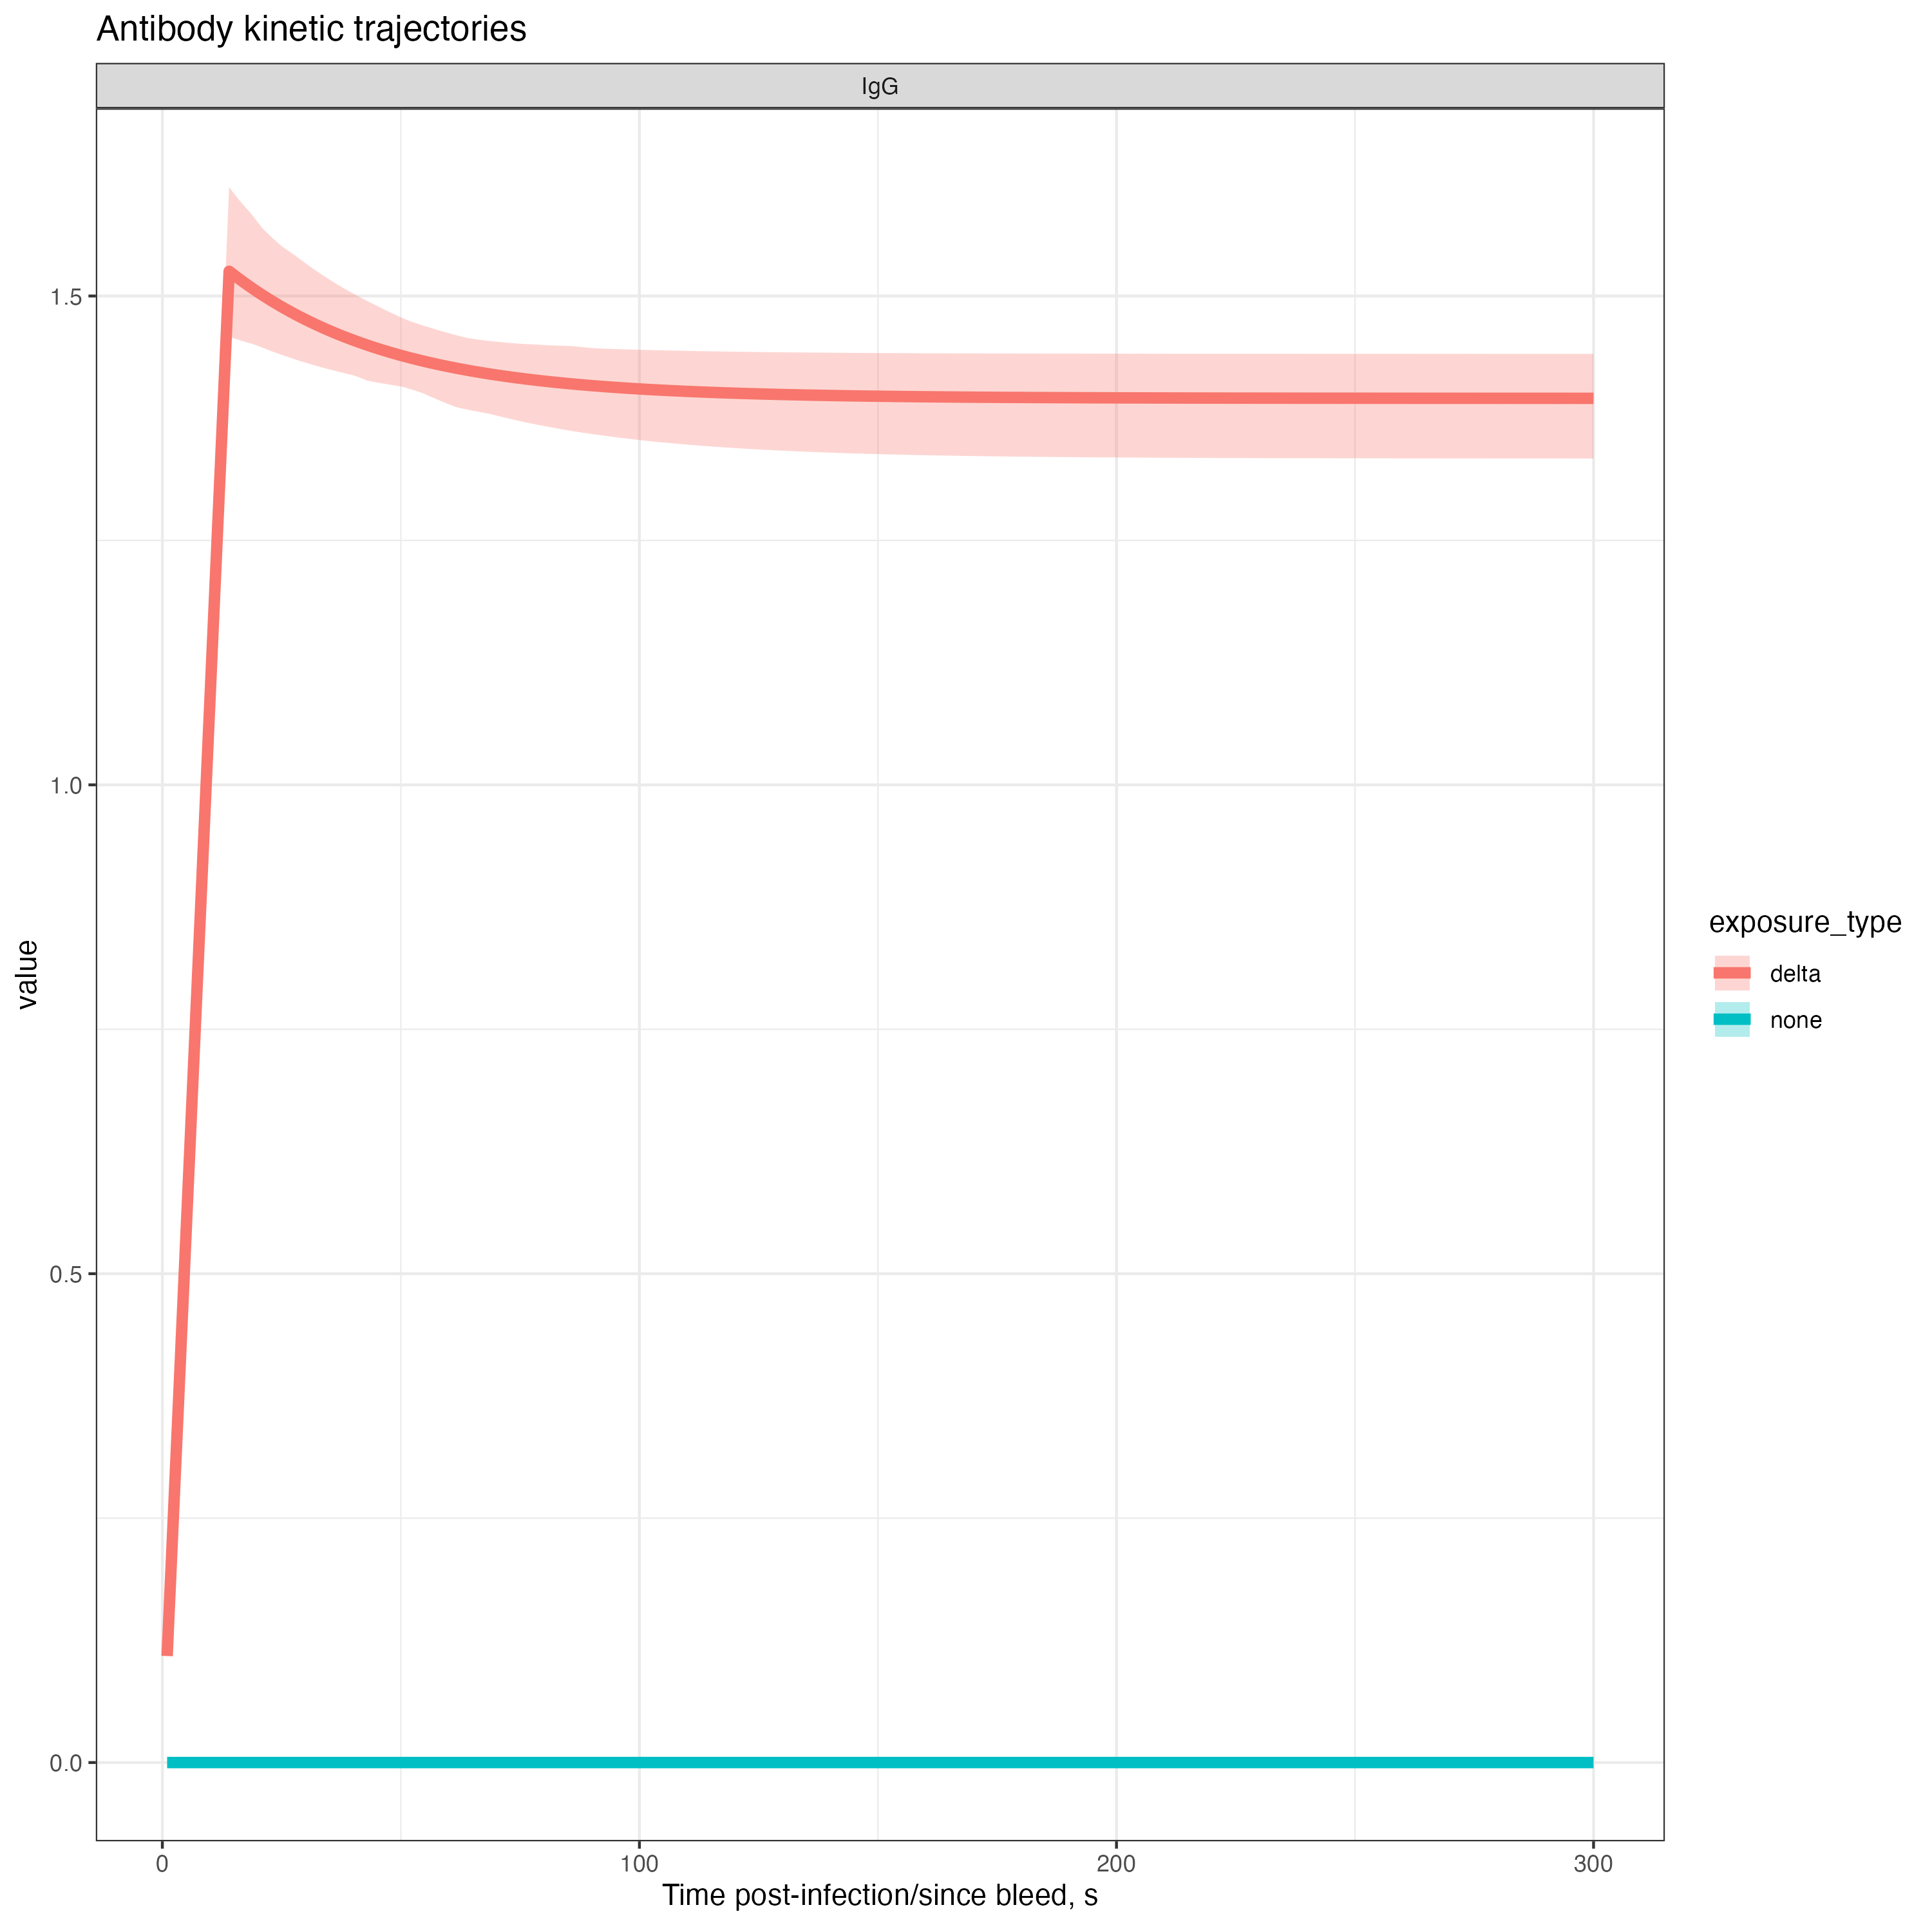 Antibody kinetic trajectories
IgG
value
1.5
1.0
0.5
0.0
0 100 200 300
Time post-infection/since bleed, s
exposure_type
delta
none